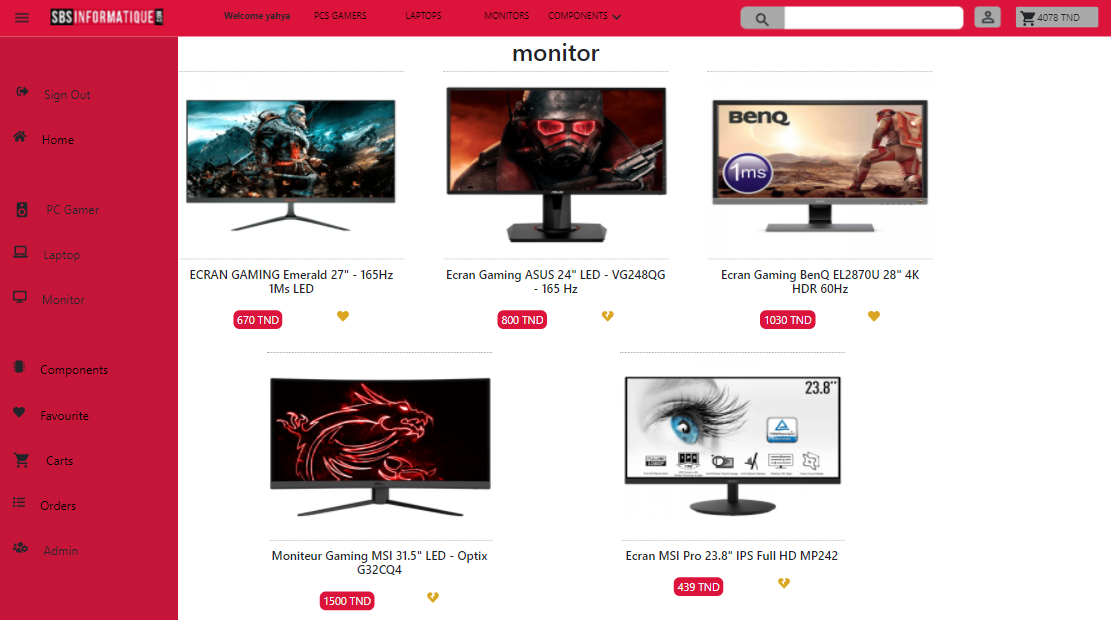 SBSINFORMATIQUE
Welcome yahya
PCS GAMERS
LAPTOPS
MONITORS
COMPONENTS
4078 TND
Sign Out
Home
PC Gamer
Laptop
Monitor
Components
Favourite
Carts
Orders
Admin
monitor
ECRAN GAMING Emerald 27" - 165Hz
1Ms LED
670 TND
Ecran Gaming ASUS 24" LED - VG248QG
- 165 Hz
800 TND
BenQ
1ms
Ecran Gaming BenQ EL2870U 28" 4K
HDR 60Hz
1030 TND
Moniteur Gaming MSI 31.5" LED - Optix
G32CQ4
1500 TND
23.8"
Ecran MSI Pro 23.8" IPS Full HD MP242
439 TND